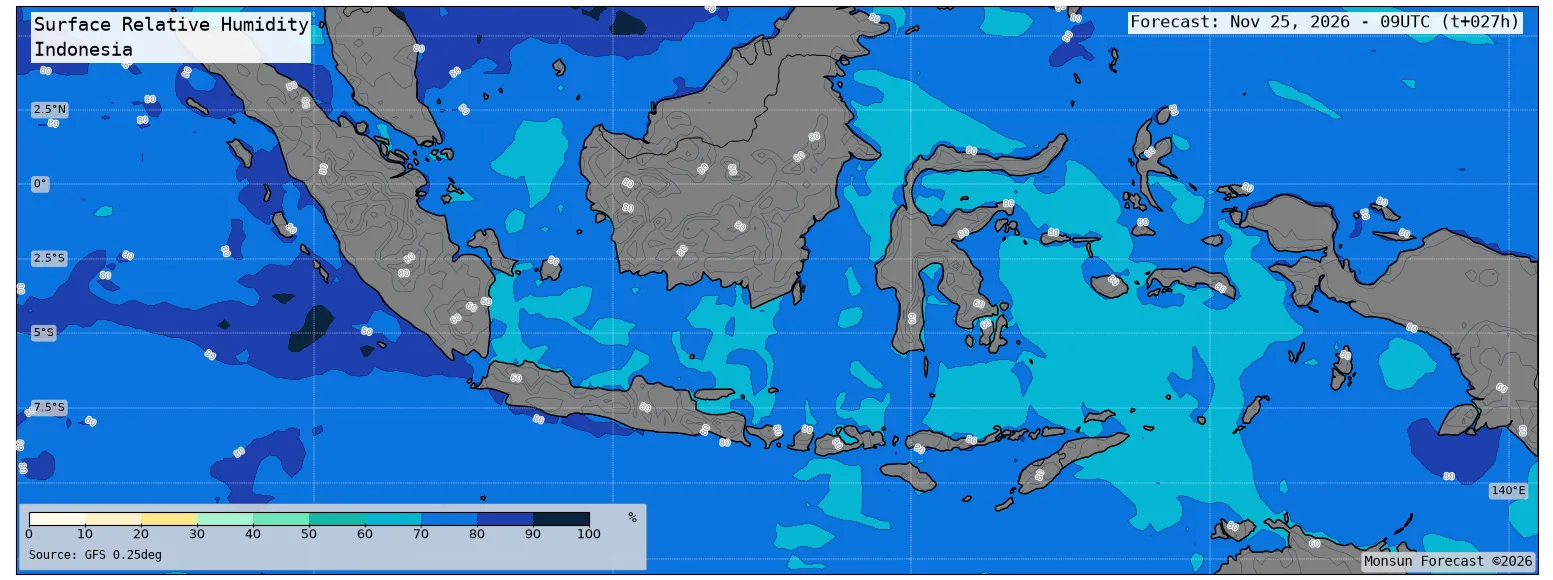 Surface Relative Humidity
Indonesia
Forecast: Nov 25, 2026 - 09UTC (t+027h)
2.5°N
0°
2.5°S
5°S
7.5°S
140°E
0 10 20 30 40 50 60 70 80 90 100 %
Source: GFS 0.25deg
Monsun Forecast ©2026